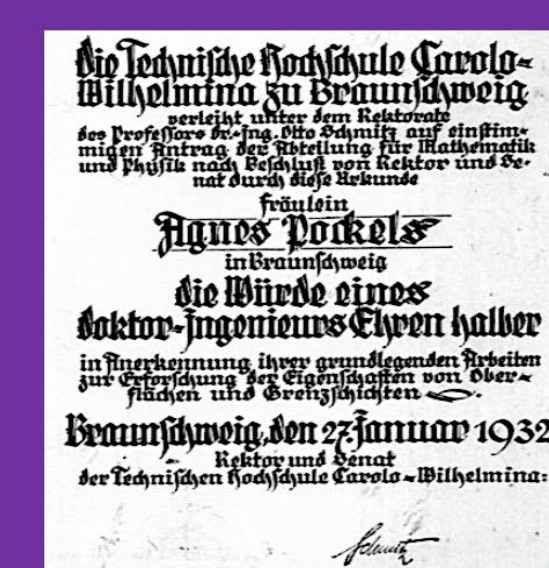 Die Technische Hochschule Carolo-
Wilhelmina zu Braunschweig
verleiht unter dem Rektorate
des Professors Dr.-Ing. Otto Schmitz auf einstim-
migen Antrag der Abteilung für Mathematik
und Physik nach Beschluß von Rektor und Se-
nat durch diese Urkunde
Fräulein
Agnes Pockels
in Braunschweig
die Würde eines
Doktor-Ingenieurs Ehren halber
in Anerkennung ihrer grundlegenden Arbeiten
zur Erforschung der Eigenschaften von Ober-
flächen und Grenzschichten.
Braunschweig, den 27. Januar 1932
Rektor und Senat
der Technischen Hochschule Carolo-Wilhelmina:
Schmitz